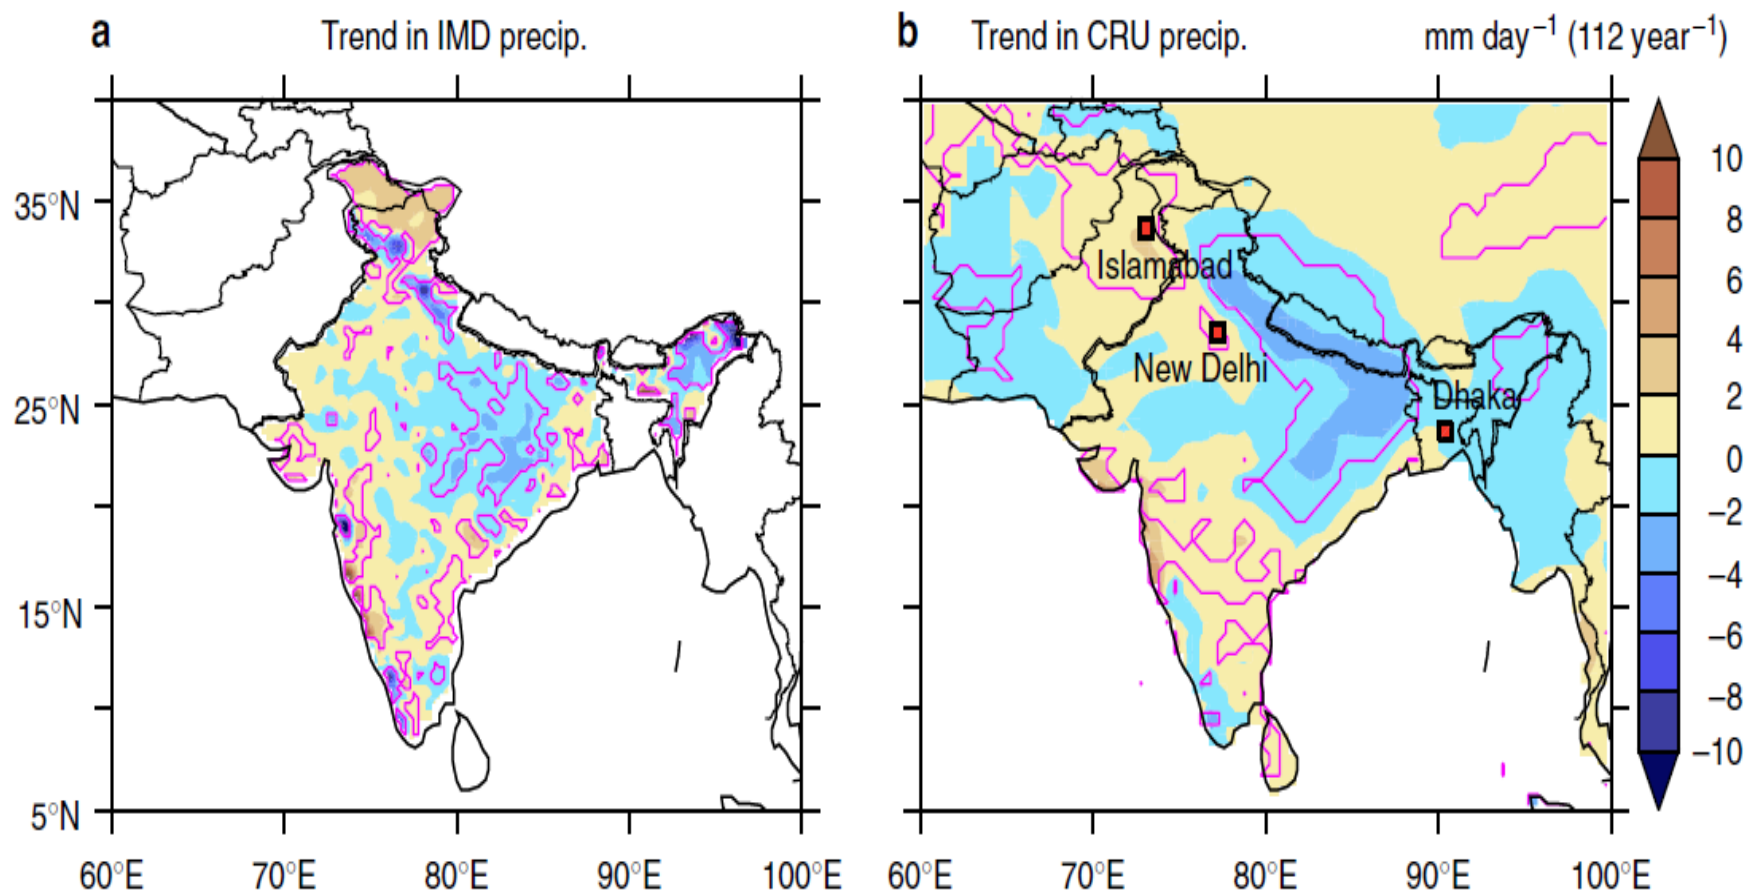 a Trend in IMD precip.
b Trend in CRU precip. mm day⁻¹ (112 year⁻¹)
35°N
25°N
15°N
5°N
60°E 70°E 80°E 90°E 100°E
Islamabad
New Delhi
Dhaka
60°E 70°E 80°E 90°E 100°E
10
8
6
4
2
0
−2
−4
−6
−8
−10